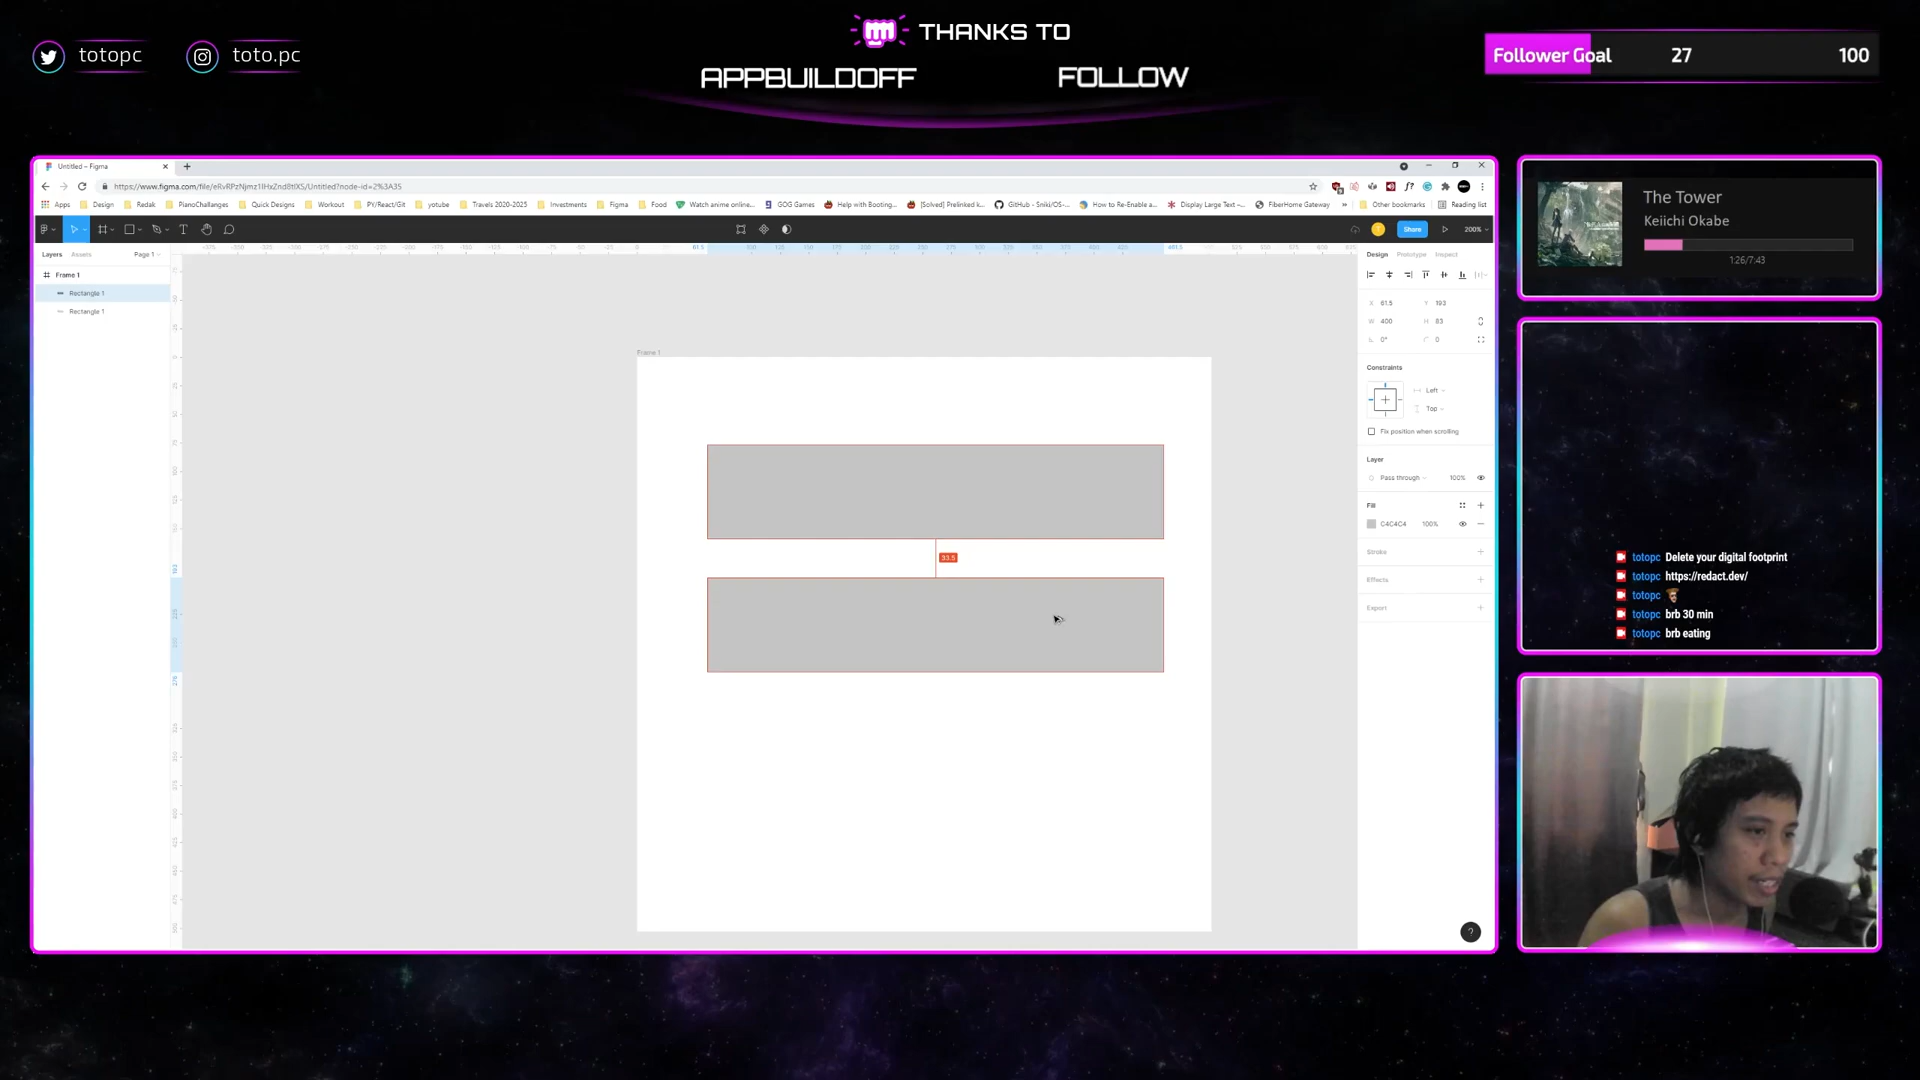 totopc
toto.pc
THANKS TO
APPBUILDOFF
FOLLOW
Follower Goal 27 100
Untitled – Figma
https://www.figma.com/file/eRvRPzNjmz1IHxZnd8tIXS/Untitled?node-id=2%3A35
Apps Design Redak PianoChallanges Quick Designs Workout PY/React/Git yotube Travels 2020-2025 Investments Figma Food Watch anime online... GOG Games Help with Booting... [Solved] Prelinked k... GitHub - Sniki/OS-... How to Re-Enable a... Display Large Text –... FiberHome Gateway » Other bookmarks Reading list
Share
200%
Layers Assets Page 1
Frame 1
Rectangle 1
Rectangle 1
Frame 1
33.5
Design Prototype Inspect
X 61.5 Y 193
W 400 H 83
0° 0
Constraints
Left
Top
Fix position when scrolling
Layer
Pass through 100%
Fill
C4C4C4 100%
Stroke
Effects
Export
?
The Tower
Keiichi Okabe
1:26/7:43
totopc Delete your digital footprint
totopc https://redact.dev/
totopc
totopc brb 30 min
totopc brb eating